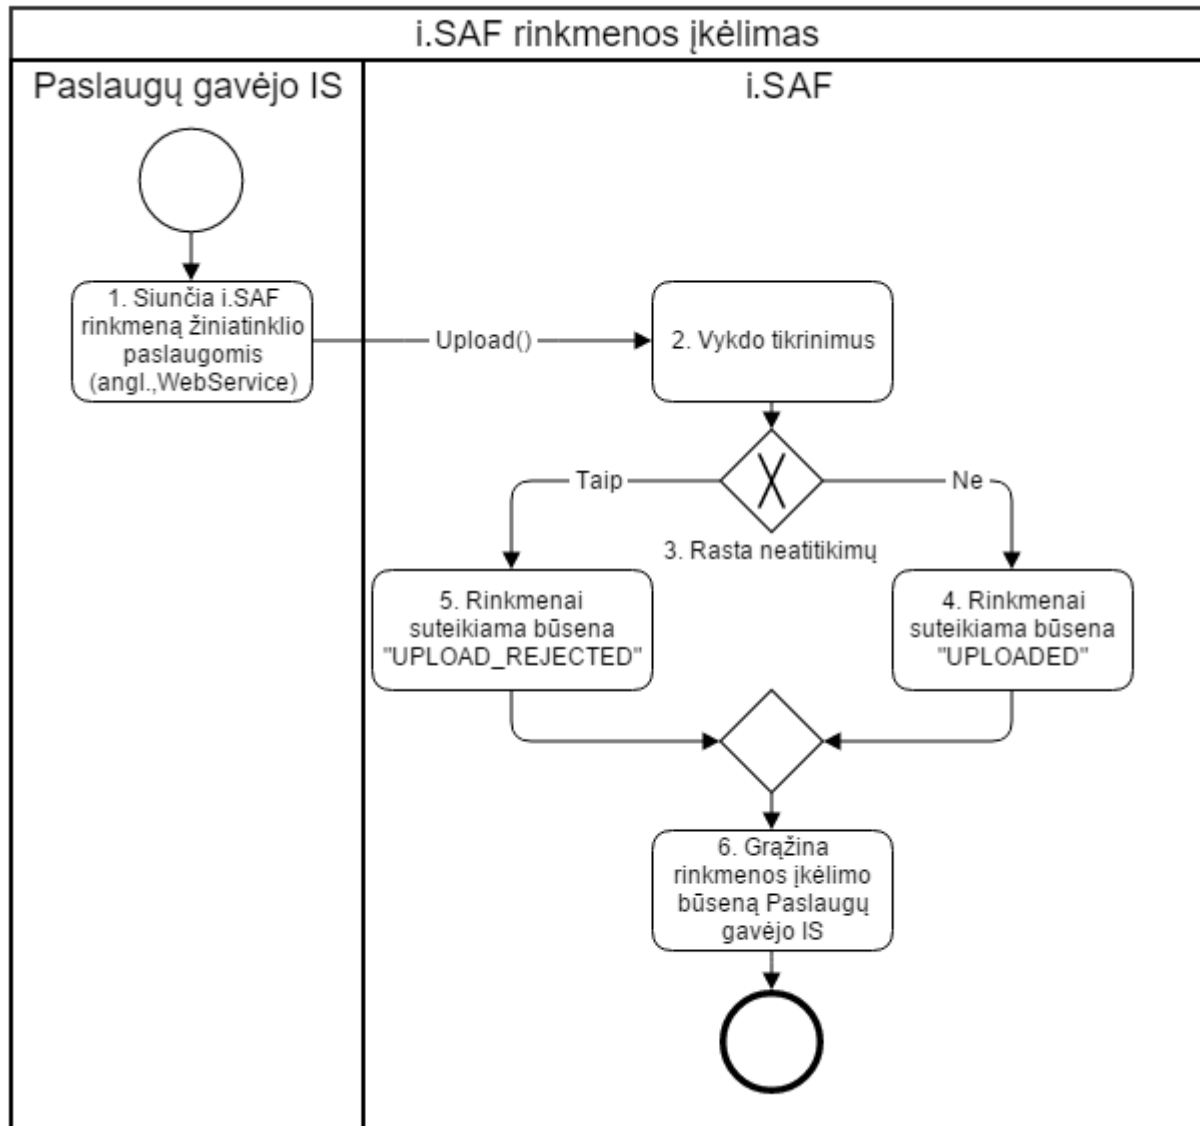 i.SAF rinkmenos įkėlimas
Paslaugų gavėjo IS
i.SAF
1. Siunčia i.SAF
rinkmeną žiniatinklio
paslaugomis
(angl.,WebService)
Upload()
2. Vykdo tikrinimus
Taip
Ne
3. Rasta neatitikimų
5. Rinkmenai
suteikiama būsena
"UPLOAD_REJECTED"
4. Rinkmenai
suteikiama būsena
"UPLOADED"
6. Grąžina
rinkmenos įkėlimo
būseną Paslaugų
gavėjo IS